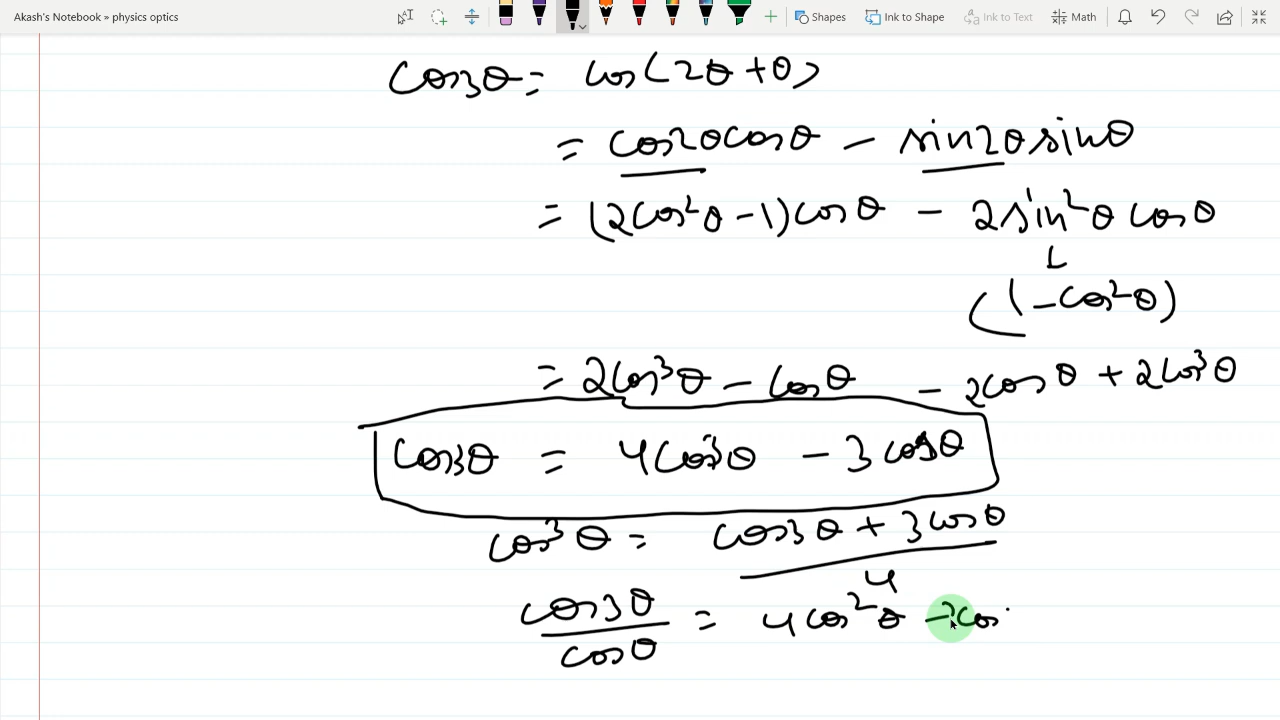 Akash's Notebook » physics optics
Shapes Ink to Shape Ink to Text Math
cos3θ = cos(2θ+θ)
= cos2θcosθ - sin2θsinθ
= (2cos²θ-1)cosθ - 2sin²θcosθ
(1-cos²θ)
= 2cos³θ - cosθ - 2cosθ + 2cos³θ
cos3θ = 4cos³θ - 3cosθ
cos³θ = cos3θ + 3cosθ
4
cos3θ = 4cos²θ - 3cos
cosθ